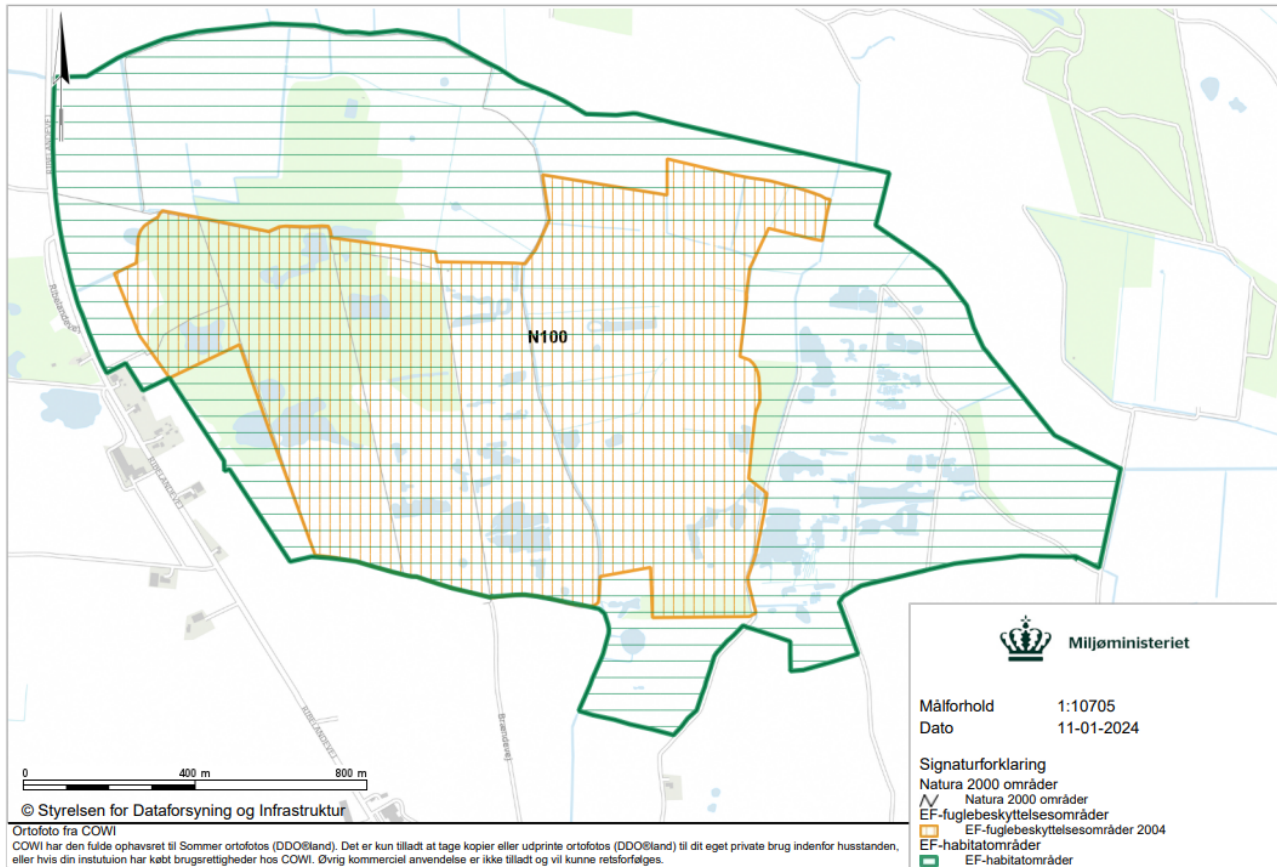 RIBELANDEVEJ
Ribelandevej
N100
RIBELANDEVEJ
RIBELANDEVEJ
Brændevej
0 400 m 800 m
© Styrelsen for Dataforsyning og Infrastruktur
Ortofoto fra COWI
COWI har den fulde ophavsret til Sommer ortofotos (DDO®land). Det er kun tilladt at tage kopier eller udprinte ortofotos (DDO®land) til dit eget private brug indenfor husstanden,
eller hvis din instutuion har købt brugsrettigheder hos COWI. Øvrig kommerciel anvendelse er ikke tilladt og vil kunne retsforfølges.
Miljøministeriet
Målforhold 1:10705
Dato 11-01-2024
Signaturforklaring
Natura 2000 områder
Natura 2000 områder
EF-fuglebeskyttelsesområder
EF-fuglebeskyttelsesområder 2004
EF-habitatområder
EF-habitatområder